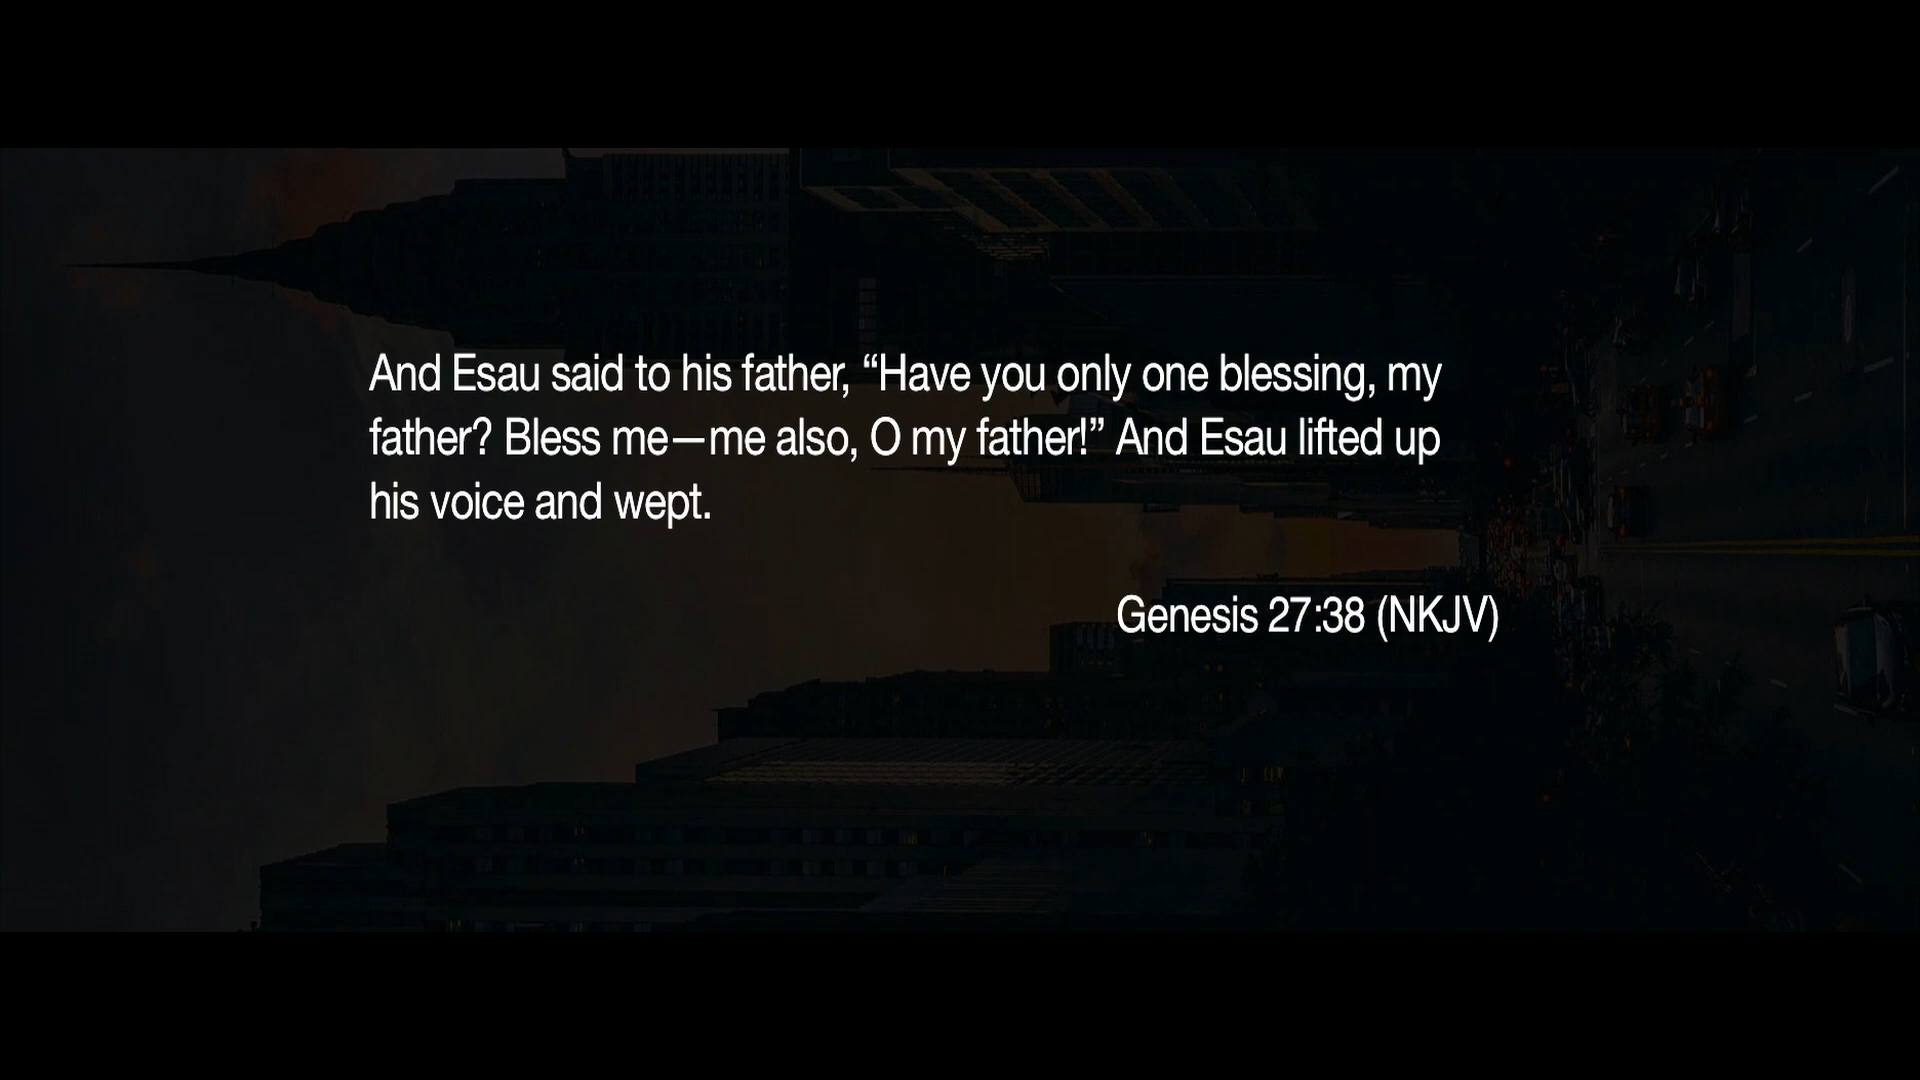 And Esau said to his father, “Have you only one blessing, my
father? Bless me—me also, O my father!” And Esau lifted up
his voice and wept.
Genesis 27:38 (NKJV)